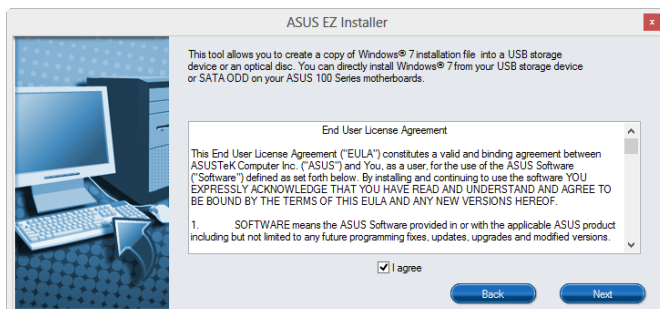 ASUS EZ Installer
x
This tool allows you to create a copy of Windows® 7 installation file into a USB storage
device or an optical disc. You can directly install Windows® 7 from your USB storage device
or SATA ODD on your ASUS 100 Series motherboards.
End User License Agreement
This End User License Agreement ("EULA") constitutes a valid and binding agreement between
ASUSTeK Computer Inc. ("ASUS") and You, as a user, for the use of the ASUS Software
("Software") defined as set forth below. By installing and continuing to use the software YOU
EXPRESSLY ACKNOWLEDGE THAT YOU HAVE READ AND UNDERSTAND AND AGREE TO
BE BOUND BY THE TERMS OF THIS EULA AND ANY NEW VERSIONS HEREOF.
1. SOFTWARE means the ASUS Software provided in or with the applicable ASUS product
including but not limited to any future programming fixes, updates, upgrades and modified versions.
I agree
Back Next